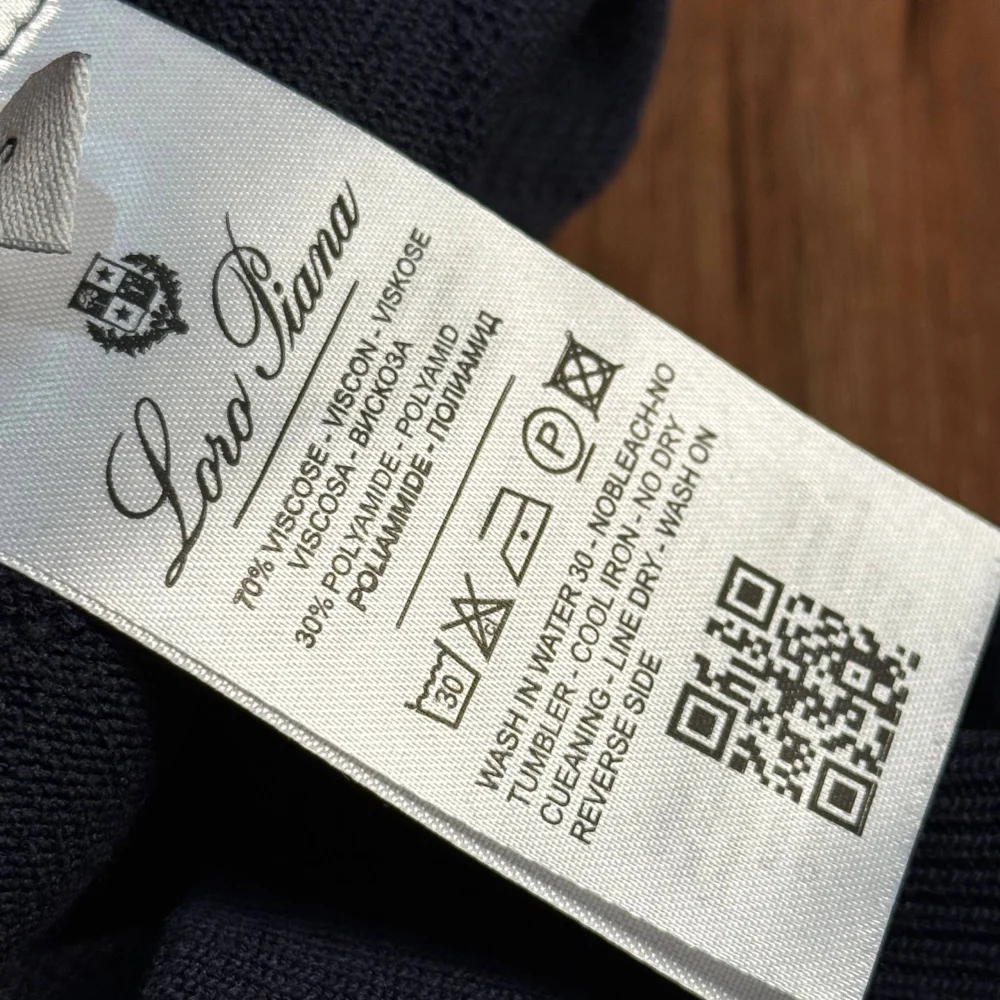 Loro Piana
70% VISCOSE - VISCON - VISKOSE
VISCOSA - ВИСКОЗА
30% POLYAMIDE - POLYAMID
POLIAMMIDE - ПОЛИАМИД
30
P
WASH IN WATER 30 - NOBLEACH-NO
TUMBLER - COOL IRON - NO DRY
CUEANING - LINE DRY - WASH ON
REVERSE SIDE